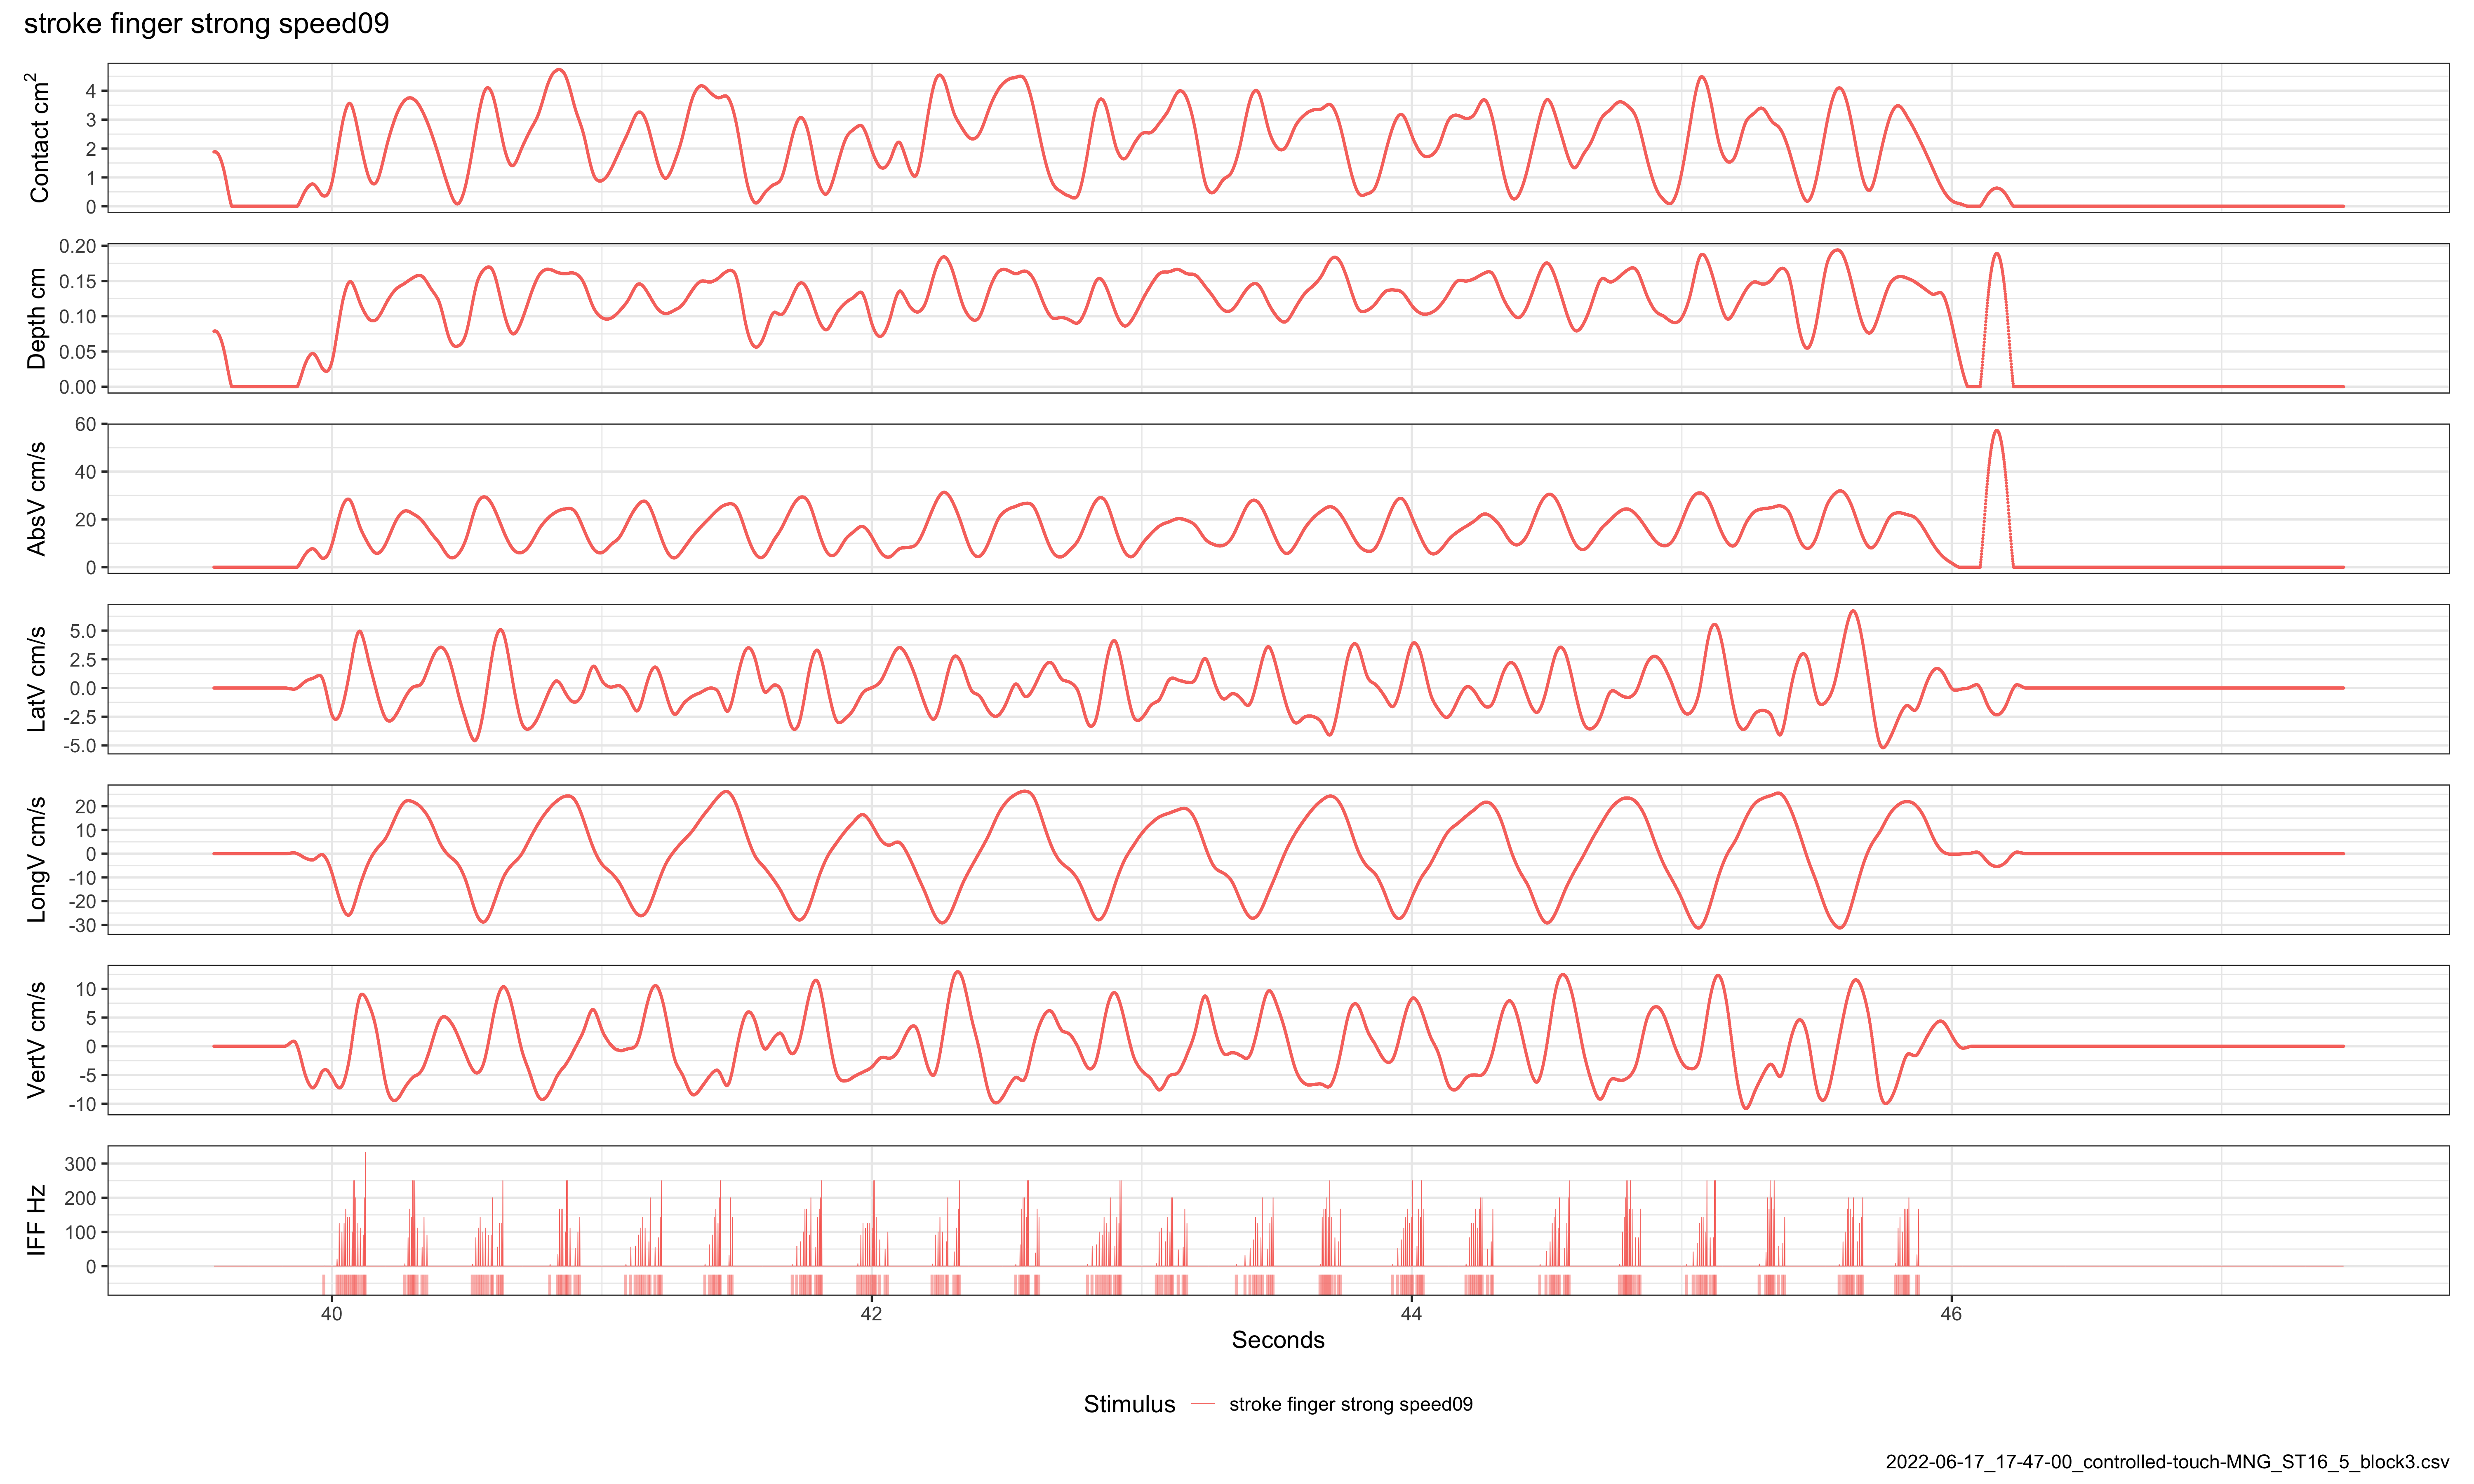 stroke finger strong speed09
Contact cm²
4
3
2
1
0
Depth cm
0.20
0.15
0.10
0.05
0.00
AbsV cm/s
60
40
20
0
LatV cm/s
5.0
2.5
0.0
-2.5
-5.0
LongV cm/s
20
10
0
-10
-20
-30
VertV cm/s
10
5
0
-5
-10
IFF Hz
300
200
100
0
40 42 44 46
Seconds
Stimulus stroke finger strong speed09
2022-06-17_17-47-00_controlled-touch-MNG_ST16_5_block3.csv